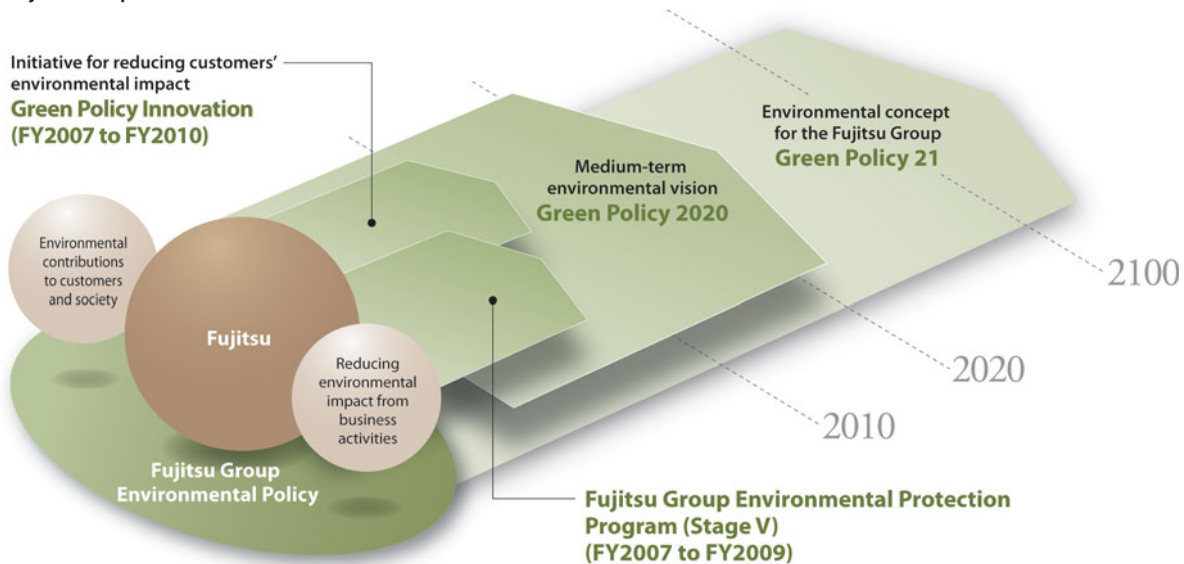 Initiative for reducing customers’
environmental impact
Green Policy Innovation
(FY2007 to FY2010)
Environmental concept
for the Fujitsu Group
Green Policy 21
Medium-term
environmental vision
Green Policy 2020
Environmental
contributions
to customers
and society
Fujitsu
Reducing
environmental
impact from
business
activities
2100
2020
2010
Fujitsu Group
Environmental Policy
Fujitsu Group Environmental Protection
Program (Stage V)
(FY2007 to FY2009)